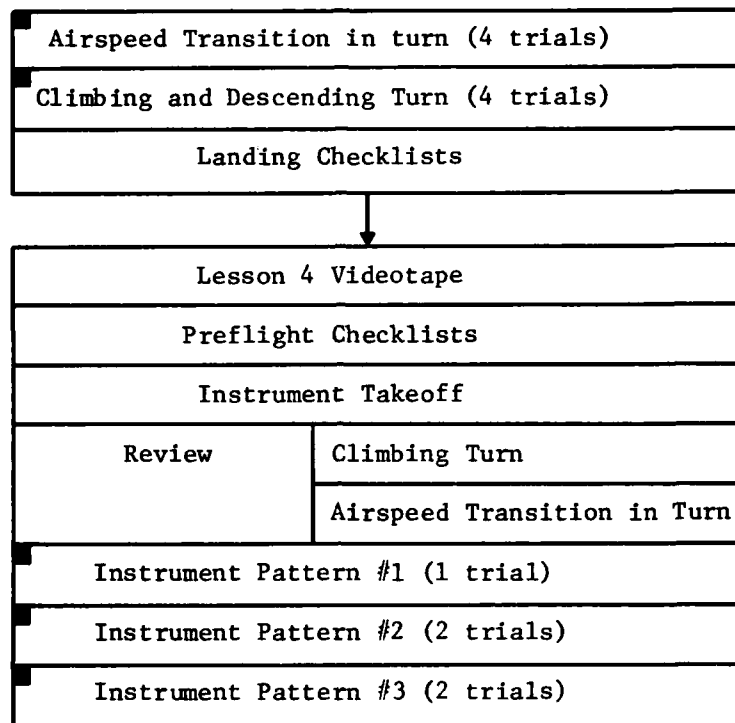 Airspeed Transition in turn (4 trials)
Climbing and Descending Turn (4 trials)
Landing Checklists
Lesson 4 Videotape
Preflight Checklists
Instrument Takeoff
Review
Climbing Turn
Airspeed Transition in Turn
Instrument Pattern #1 (1 trial)
Instrument Pattern #2 (2 trials)
Instrument Pattern #3 (2 trials)